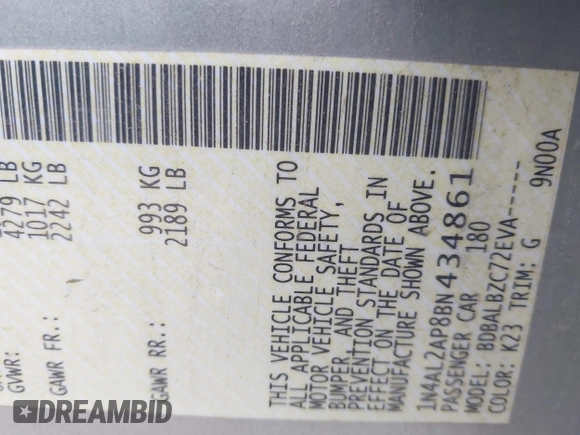 4279 LB
GVWR:
1017 KG
GAWR FR.:
2242 LB
993 KG
GAWR RR.:
2189 LB
THIS VEHICLE CONFORMS TO
ALL APPLICABLE FEDERAL
MOTOR VEHICLE SAFETY,
BUMPER, AND THEFT
PREVENTION STANDARDS IN
EFFECT ON THE DATE OF
MANUFACTURE SHOWN ABOVE.
1N4AL2AP8BN434861
PASSENGER CAR 180
MODEL: BDBALBZC72EVA-----
COLOR: K23 TRIM: G 9N00A
DREAMBID